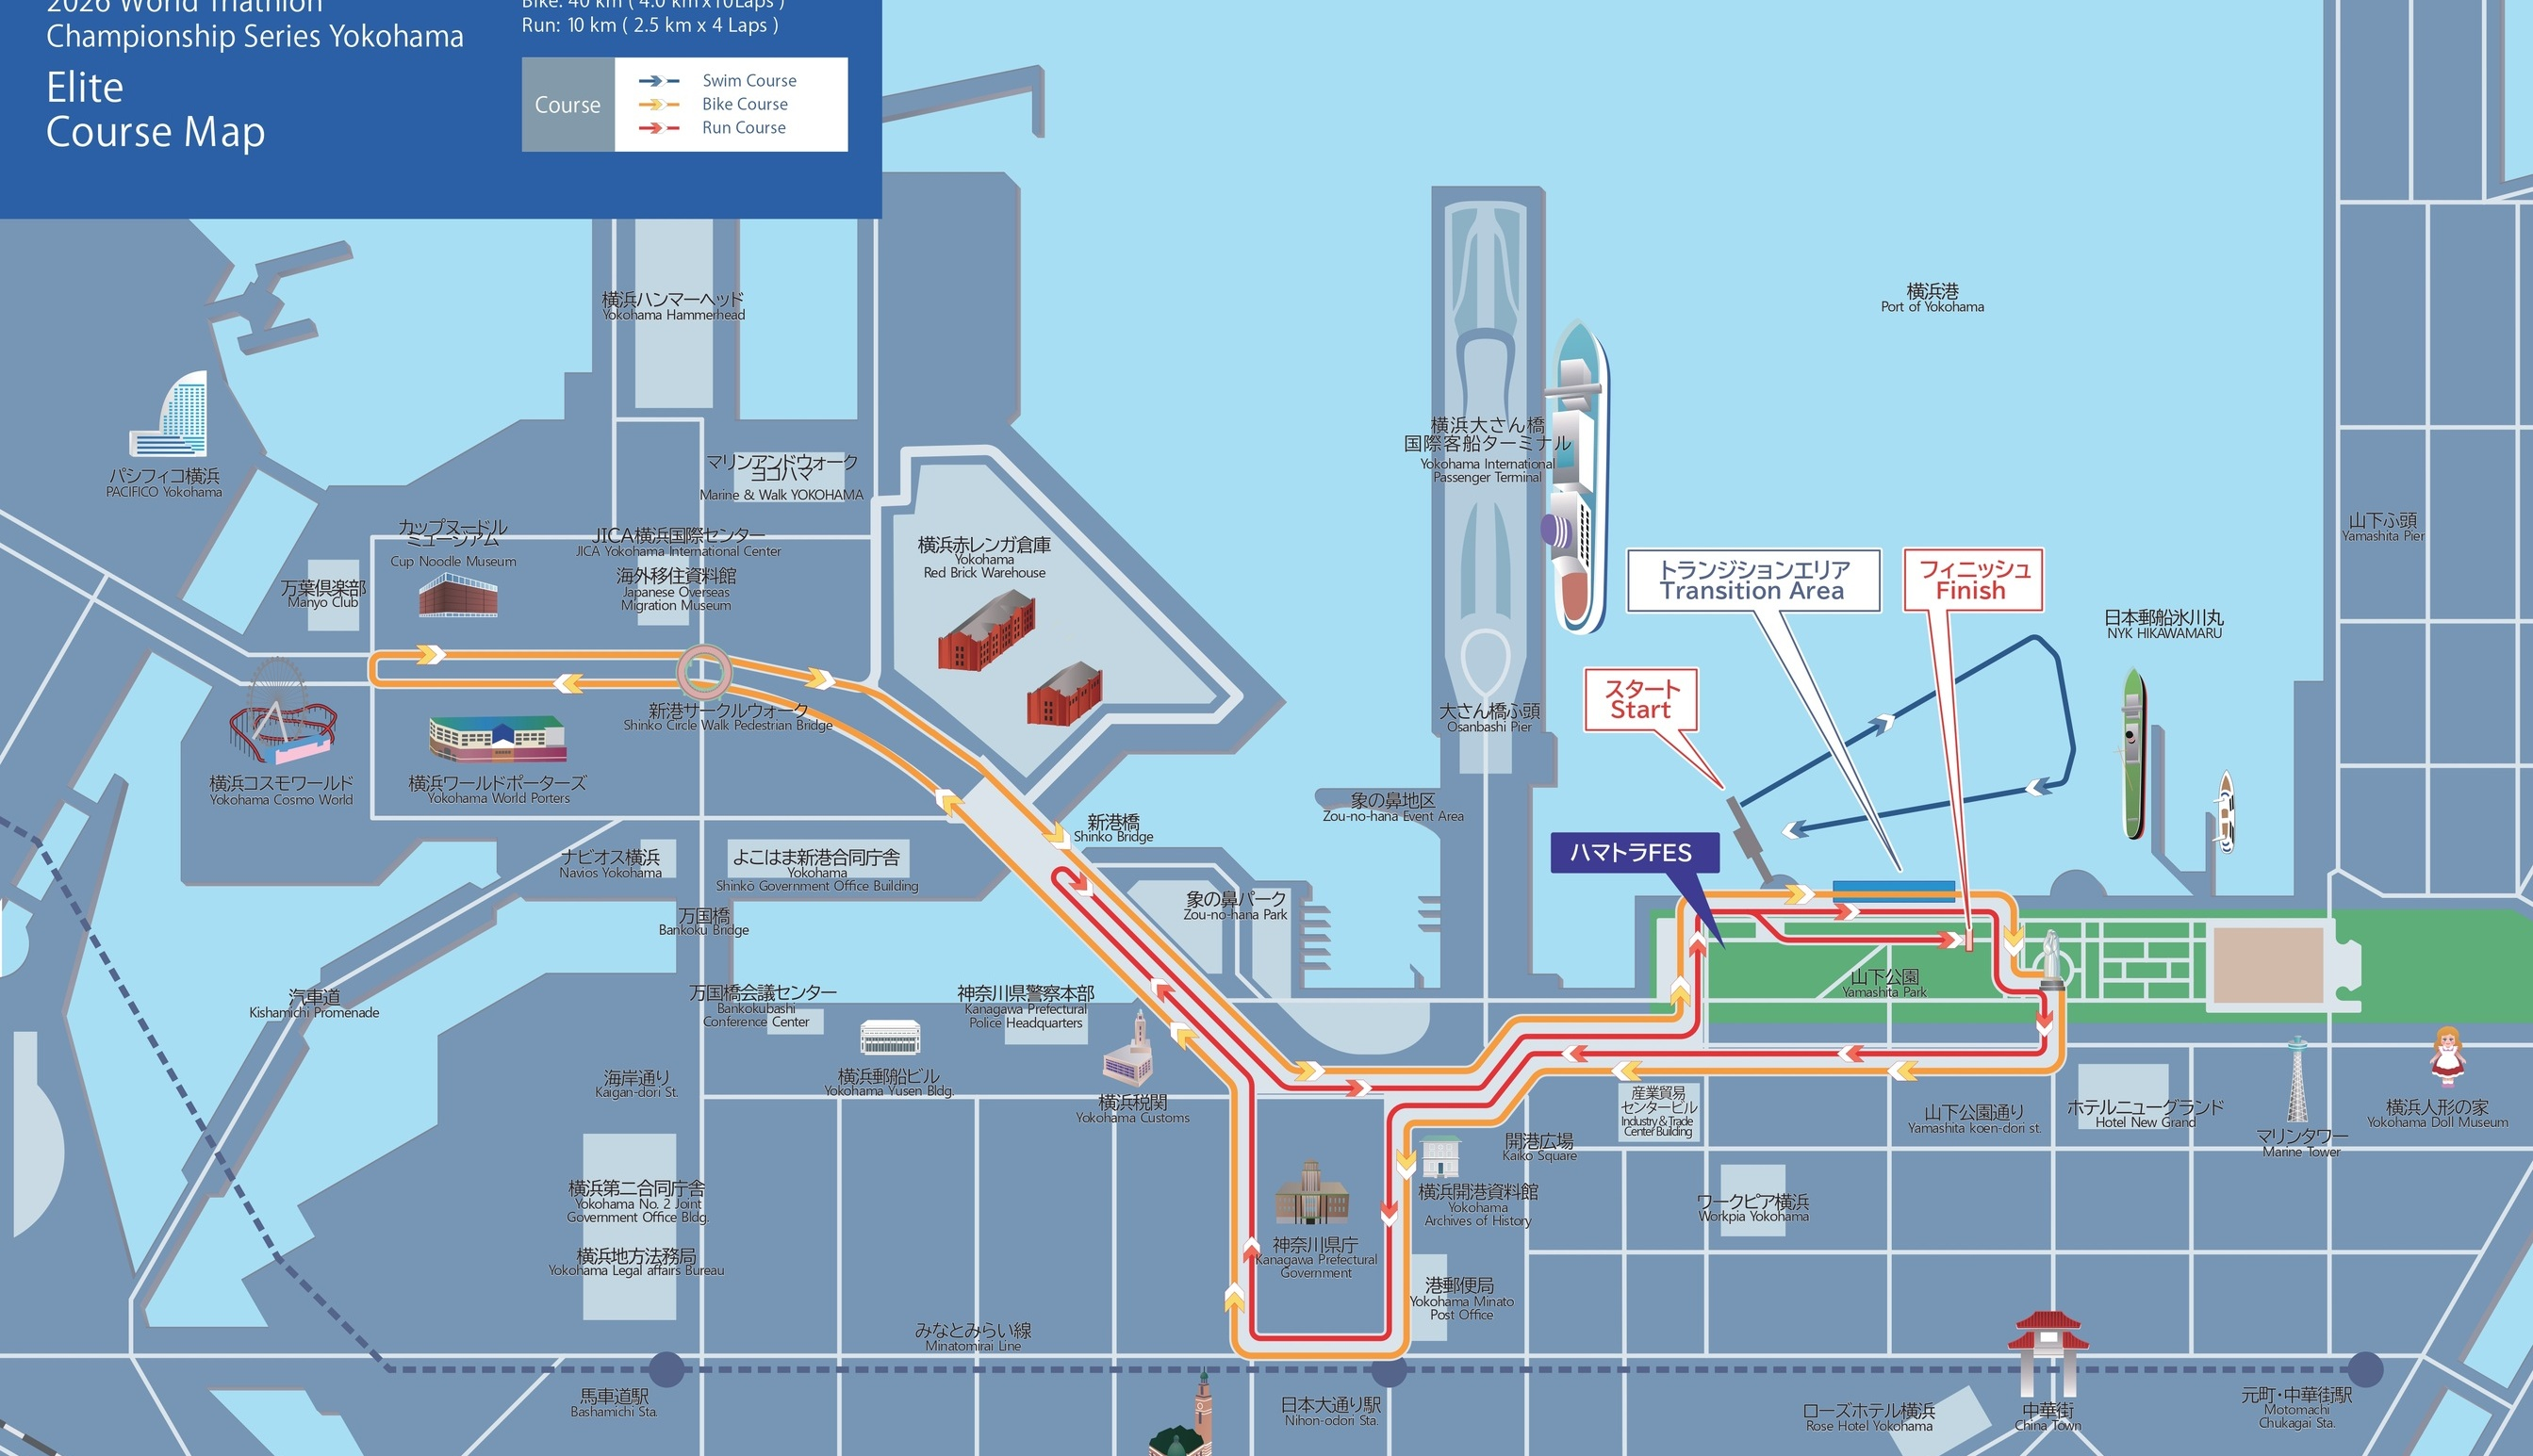 2026 World Triathlon
Championship Series Yokohama
Elite
Course Map
Bike: 40 km ( 4.0 km x10Laps )
Run: 10 km ( 2.5 km x 4 Laps )
Course
Swim Course
Bike Course
Run Course
横浜ハンマーヘッド
Yokohama Hammerhead
横浜港
Port of Yokohama
パシフィコ横浜
PACIFICO Yokohama
マリンアンドウォーク
ヨコハマ
Marine & Walk YOKOHAMA
横浜大さん橋
国際客船ターミナル
Yokohama International
Passenger Terminal
山下ふ頭
Yamashita Pier
カップヌードル
ミュージアム
Cup Noodle Museum
JICA横浜国際センター
JICA Yokohama International Center
海外移住資料館
Japanese Overseas
Migration Museum
横浜赤レンガ倉庫
Yokohama
Red Brick Warehouse
万葉倶楽部
Manyo Club
トランジションエリア
Transition Area
フィニッシュ
Finish
日本郵船氷川丸
NYK HIKAWAMARU
スタート
Start
新港サークルウォーク
Shinko Circle Walk Pedestrian Bridge
大さん橋ふ頭
Osanbashi Pier
横浜コスモワールド
Yokohama Cosmo World
横浜ワールドポーターズ
Yokohama World Porters
象の鼻地区
Zou-no-hana Event Area
新港橋
Shinko Bridge
ハマトラFES
ナビオス横浜
Navios Yokohama
よこはま新港合同庁舎
Yokohama
Shinko Government Office Building
象の鼻パーク
Zou-no-hana Park
万国橋
Bankoku Bridge
山下公園
Yamashita Park
汽車道
Kishamichi Promenade
万国橋会議センター
Bankokubashi
Conference Center
神奈川県警察本部
Kanagawa Prefectural
Police Headquarters
海岸通り
Kaigan-dori St.
横浜郵船ビル
Yokohama Yusen Bldg.
横浜税関
Yokohama Customs
産業貿易
センタービル
Industry & Trade
Center Building
山下公園通り
Yamashita koen-dori st.
ホテルニューグランド
Hotel New Grand
マリンタワー
Marine Tower
横浜人形の家
Yokohama Doll Museum
開港広場
Kaiko Square
横浜第二合同庁舎
Yokohama No. 2 Joint
Government Office Bldg.
横浜地方法務局
Yokohama Legal affairs Bureau
神奈川県庁
Kanagawa Prefectural
Government
横浜開港資料館
Yokohama
Archives of History
ワークピア横浜
Workpia Yokohama
港郵便局
Yokohama Minato
Post Office
みなとみらい線
Minatomirai Line
馬車道駅
Bashamichi Sta.
日本大通り駅
Nihon-odori Sta.
ローズホテル横浜
Rose Hotel Yokohama
中華街
China Town
元町・中華街駅
Motomachi
Chukagai Sta.